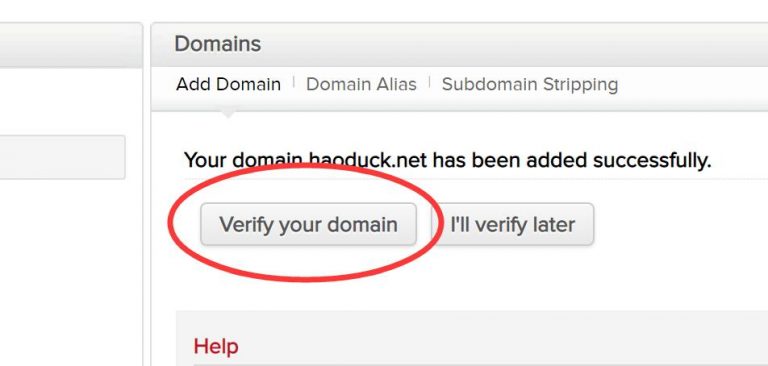 Domains
Add Domain Domain Alias Subdomain Stripping
Your domain haoduck.net has been added successfully.
Verify your domain I'll verify later
Help